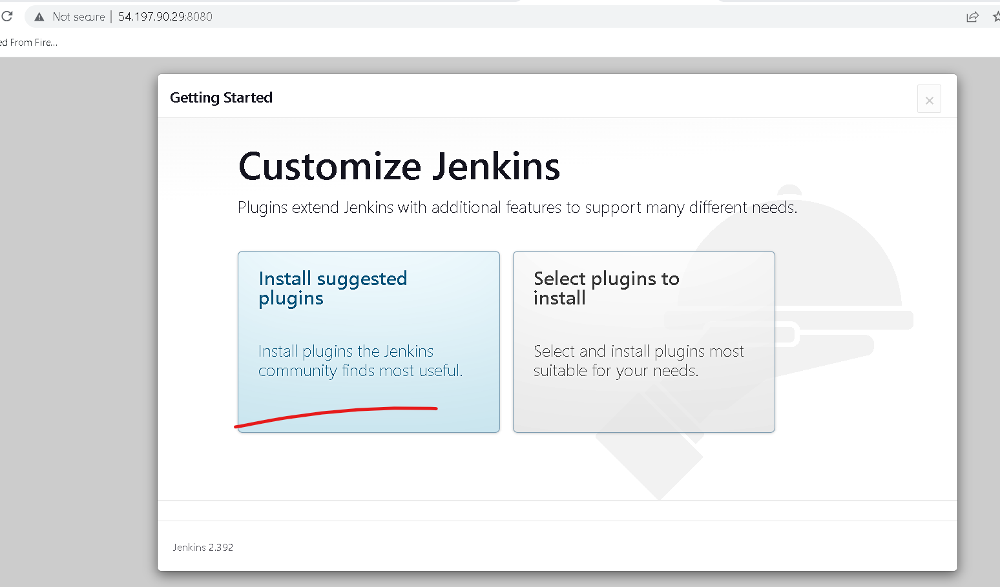 Not secure | 54.197.90.29:8080
ed From Fire...
Getting Started
×
Customize Jenkins
Plugins extend Jenkins with additional features to support many different needs.
Install suggested
plugins
Install plugins the Jenkins
community finds most useful.
Select plugins to
install
Select and install plugins most
suitable for your needs.
Jenkins 2.392